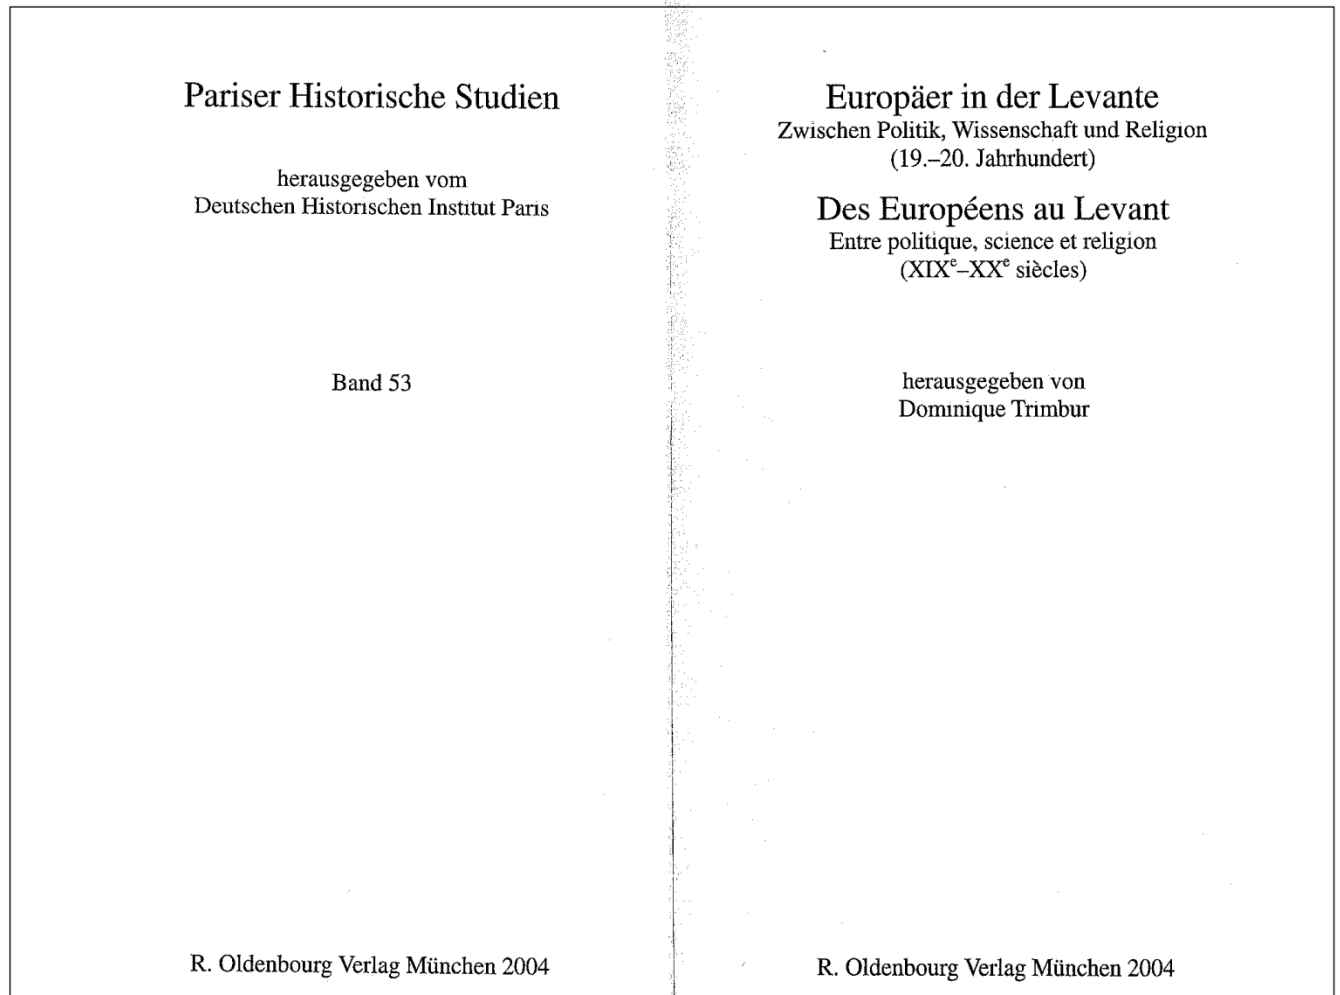 Pariser Historische Studien
herausgegeben vom
Deutschen Historischen Institut Paris
Band 53
R. Oldenbourg Verlag München 2004
Europäer in der Levante
Zwischen Politik, Wissenschaft und Religion
(19.–20. Jahrhundert)
Des Européens au Levant
Entre politique, science et religion
(XIXe–XXe siècles)
herausgegeben von
Dominique Trimbur
R. Oldenbourg Verlag München 2004